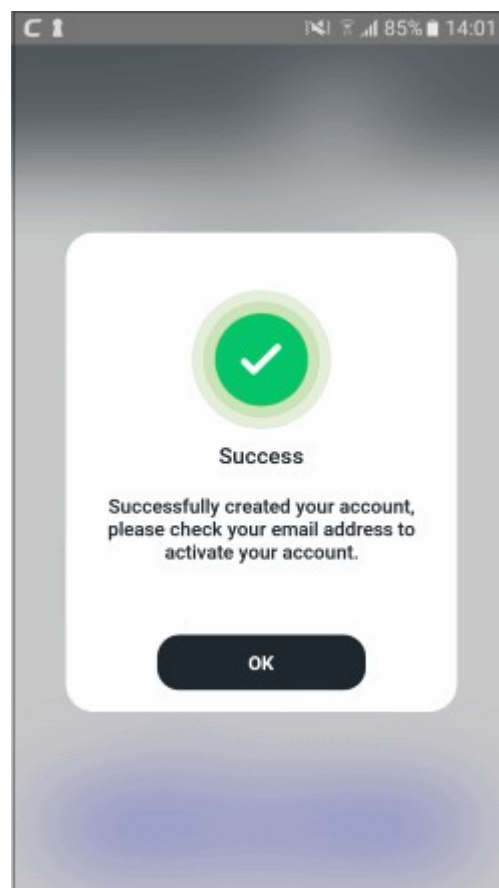 85% 14:01
Success
Successfully created your account,
please check your email address to
activate your account.
OK